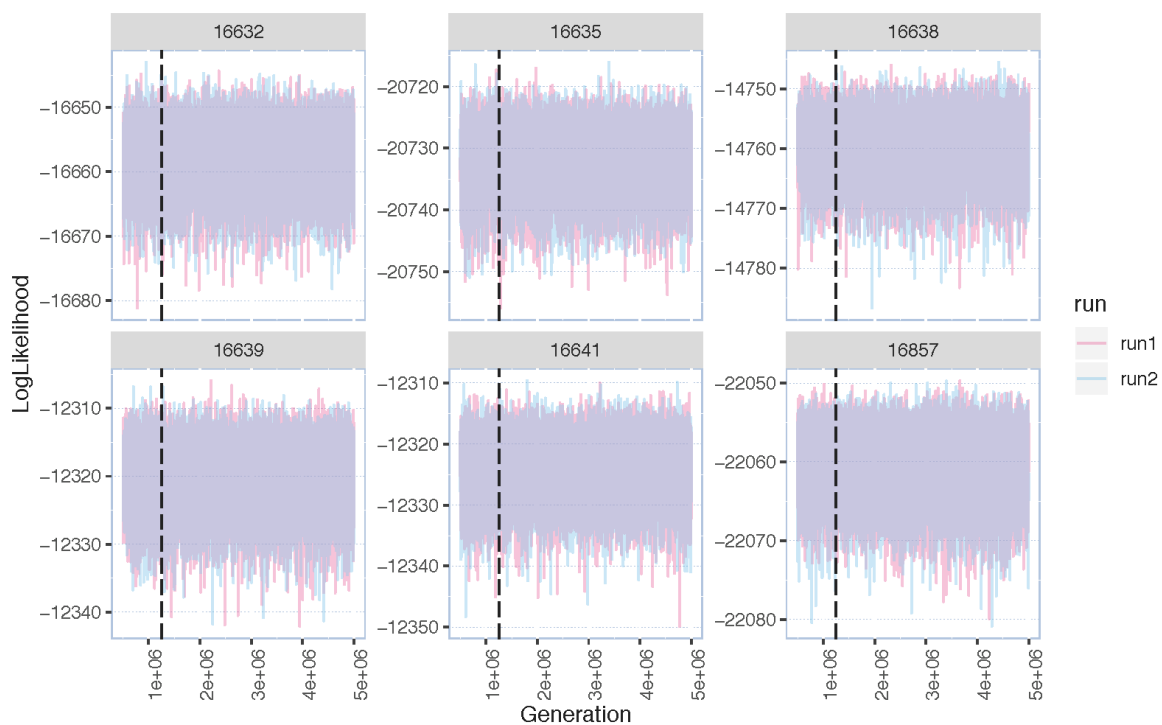 16632
16635
16638
−16650
−16660
−16670
−16680
−20720
−20730
−20740
−20750
−14750
−14760
−14770
−14780
16639
16641
16857
−12310
−12320
−12330
−12340
−12310
−12320
−12330
−12340
−12350
−22050
−22060
−22070
−22080
1e+06
2e+06
3e+06
4e+06
5e+06
1e+06
2e+06
3e+06
4e+06
5e+06
1e+06
2e+06
3e+06
4e+06
5e+06
LogLikelihood
Generation
run
run1
run2